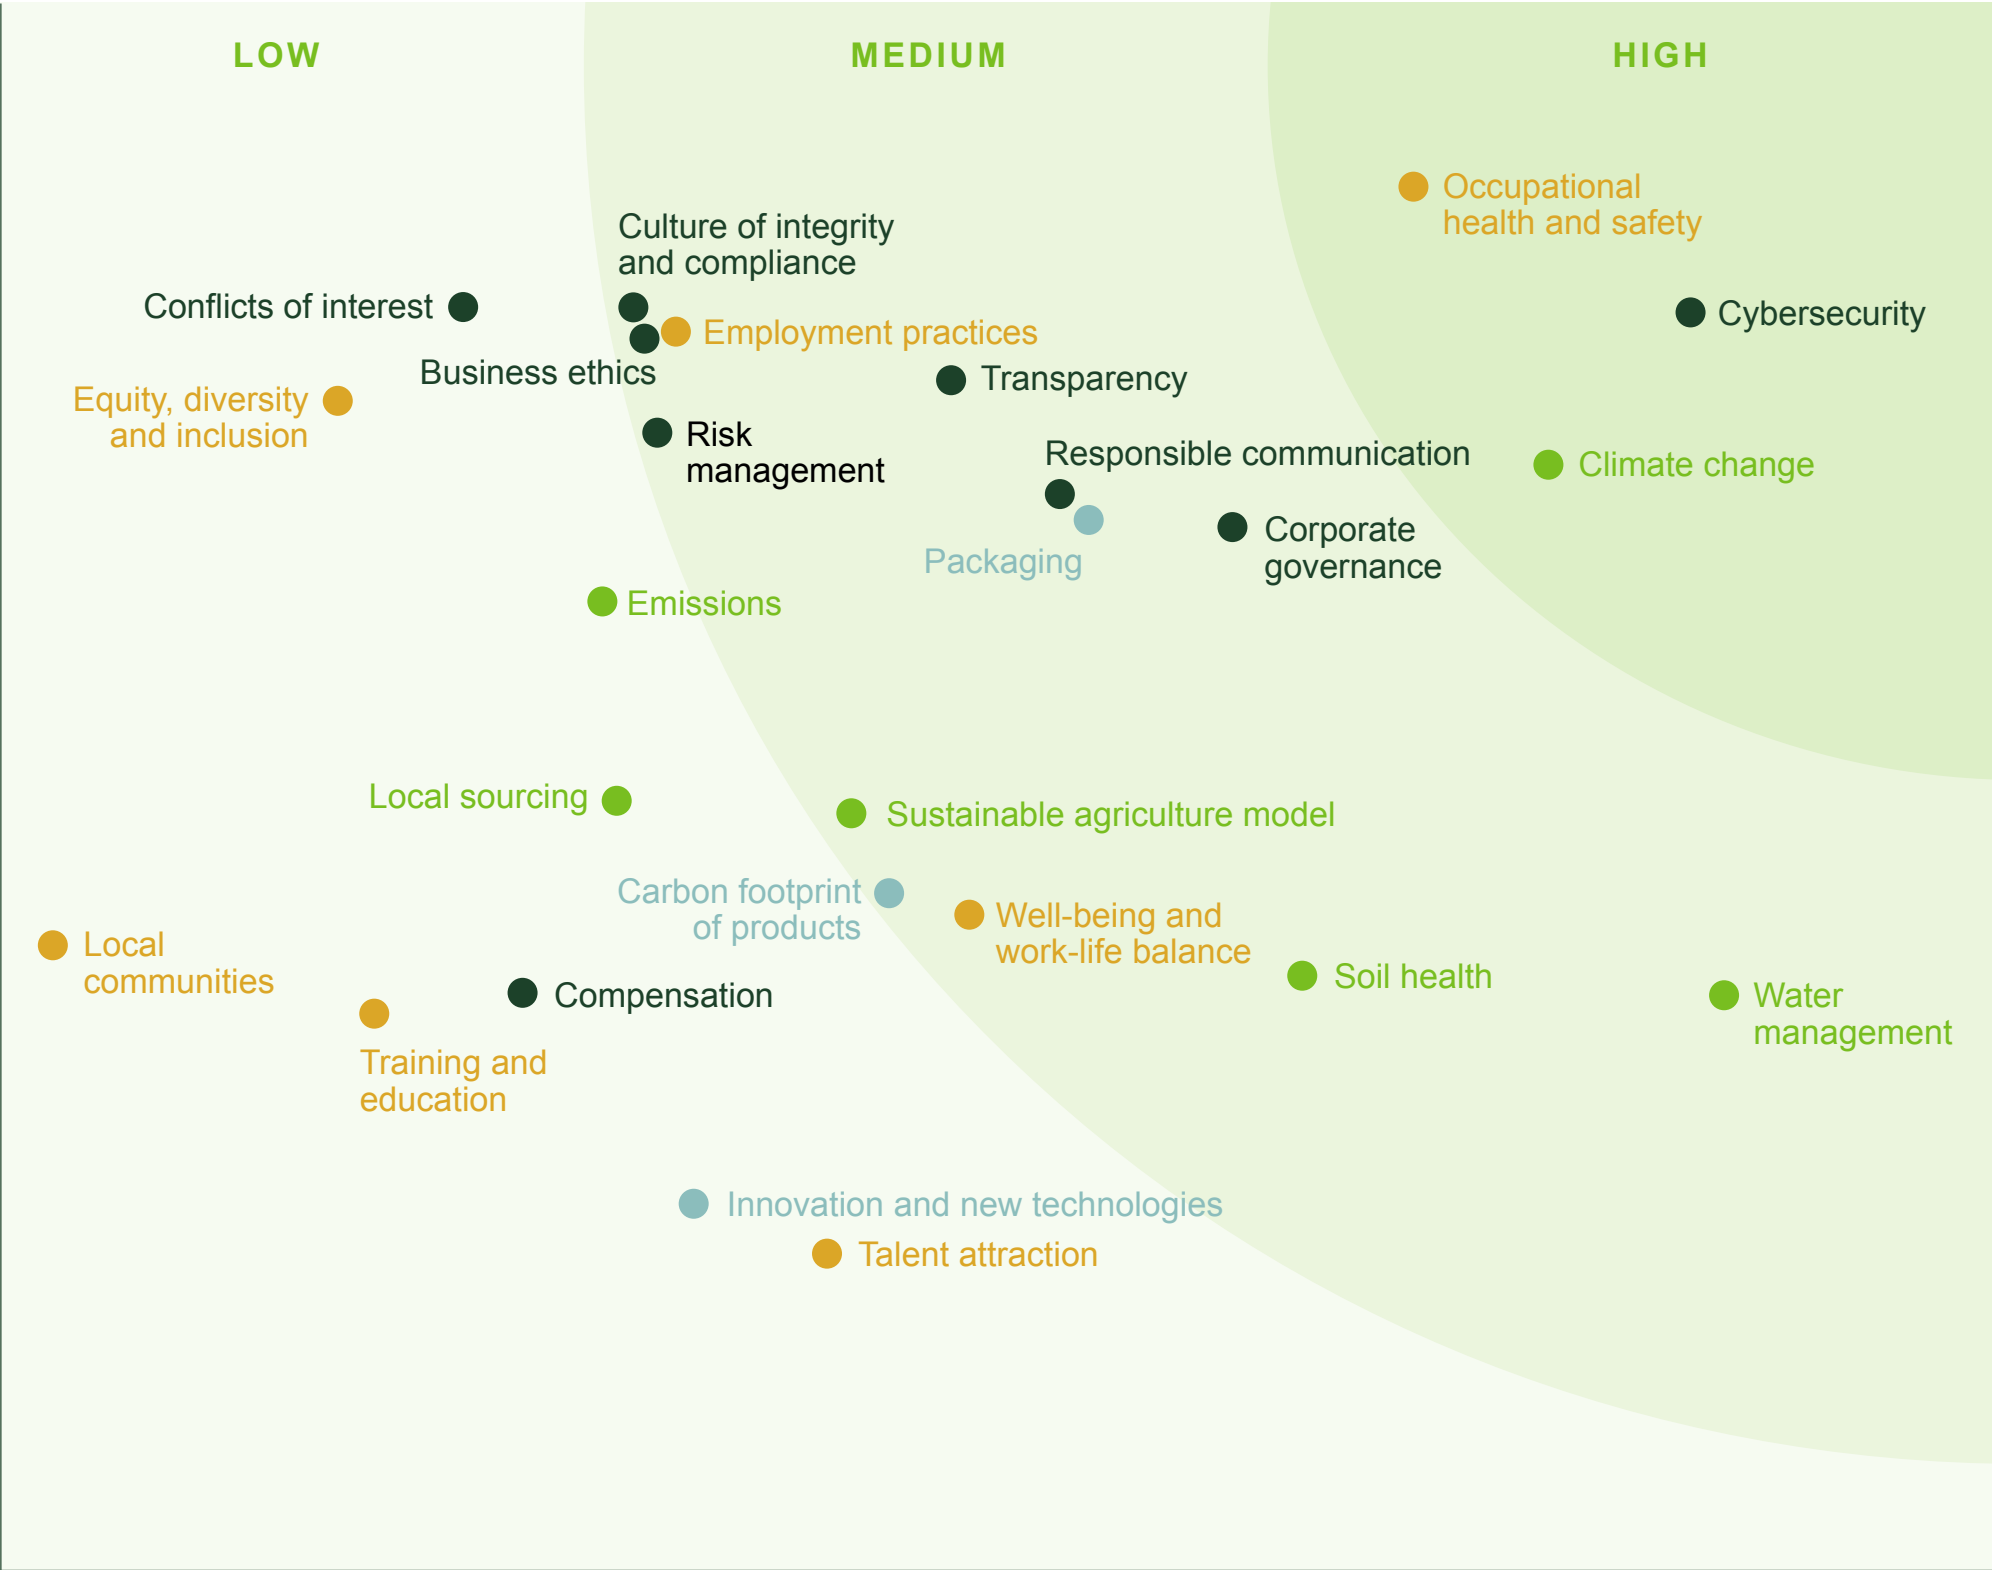 LOW
MEDIUM
HIGH
Occupational
health and safety
Culture of integrity
and compliance
Conflicts of interest
Cybersecurity
Employment practices
Business ethics
Transparency
Equity, diversity
and inclusion
Risk
management
Responsible communication
Climate change
Corporate
governance
Packaging
Emissions
Local sourcing
Sustainable agriculture model
Carbon footprint
of products
Well-being and
work-life balance
Local
communities
Soil health
Compensation
Water
management
Training and
education
Innovation and new technologies
Talent attraction